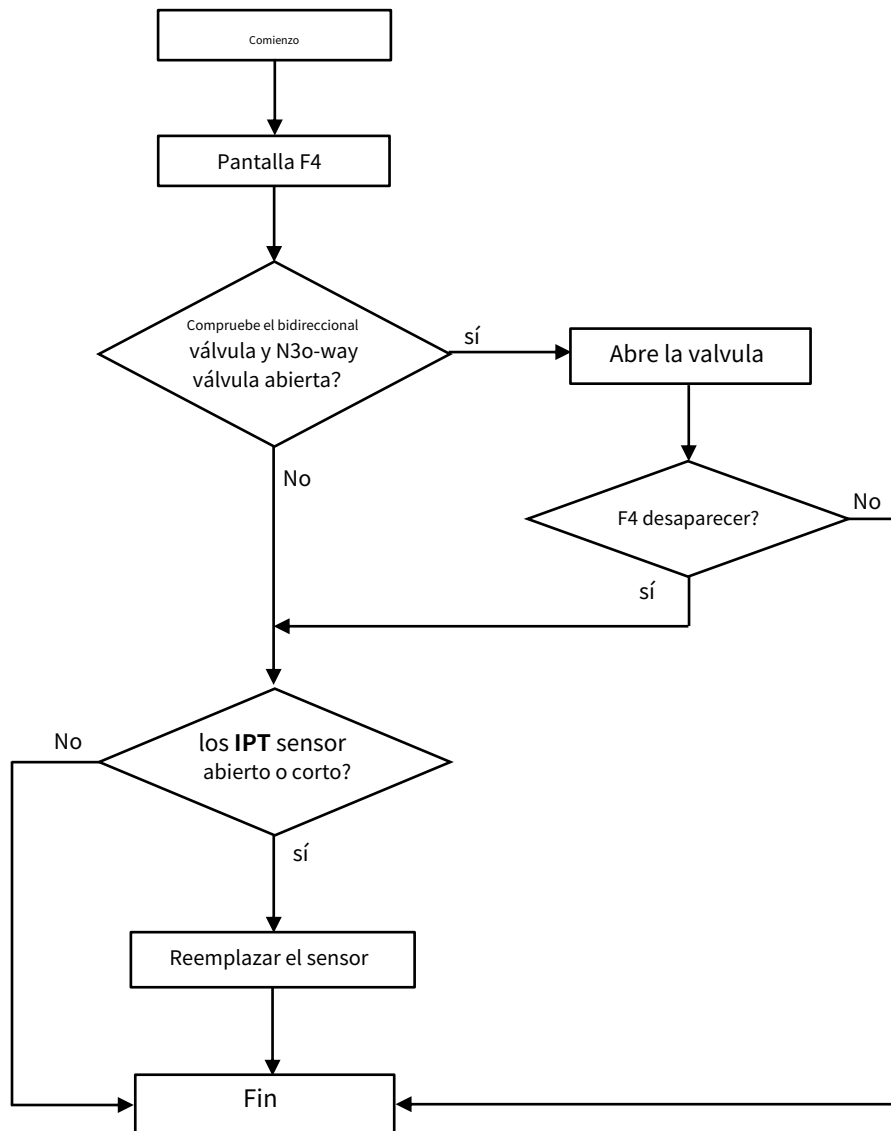 Comienzo
Pantalla F4
Compruebe el bidireccional
válvula y N3o-way
válvula abierta?
sí
Abre la valvula
No
F4 desaparecer?
No
sí
No
los IPT sensor
abierto o corto?
sí
Reemplazar el sensor
Fin